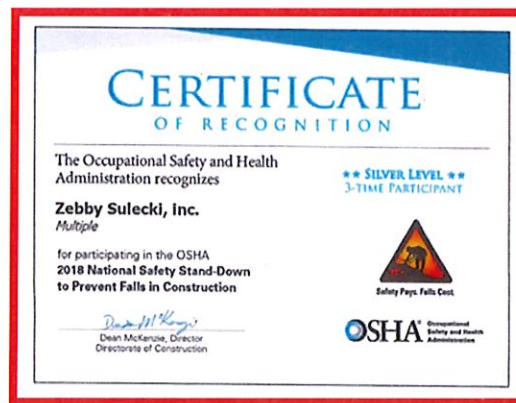 CERTIFICATE
OF RECOGNITION
The Occupational Safety and Health
Administration recognizes
Zebby Sulecki, inc.
Multiple
for participating in the OSHA
2018 National Safety Stand-Down
to Prevent Falls in Construction
Dean McKenzie
Dean McKenzie, Director
Directorate of Construction
★★ SILVER LEVEL ★★
3-TIME PARTICIPANT
Safety Pays. Falls Cost.
OSHA®
Occupational
Safety and Health
Administration